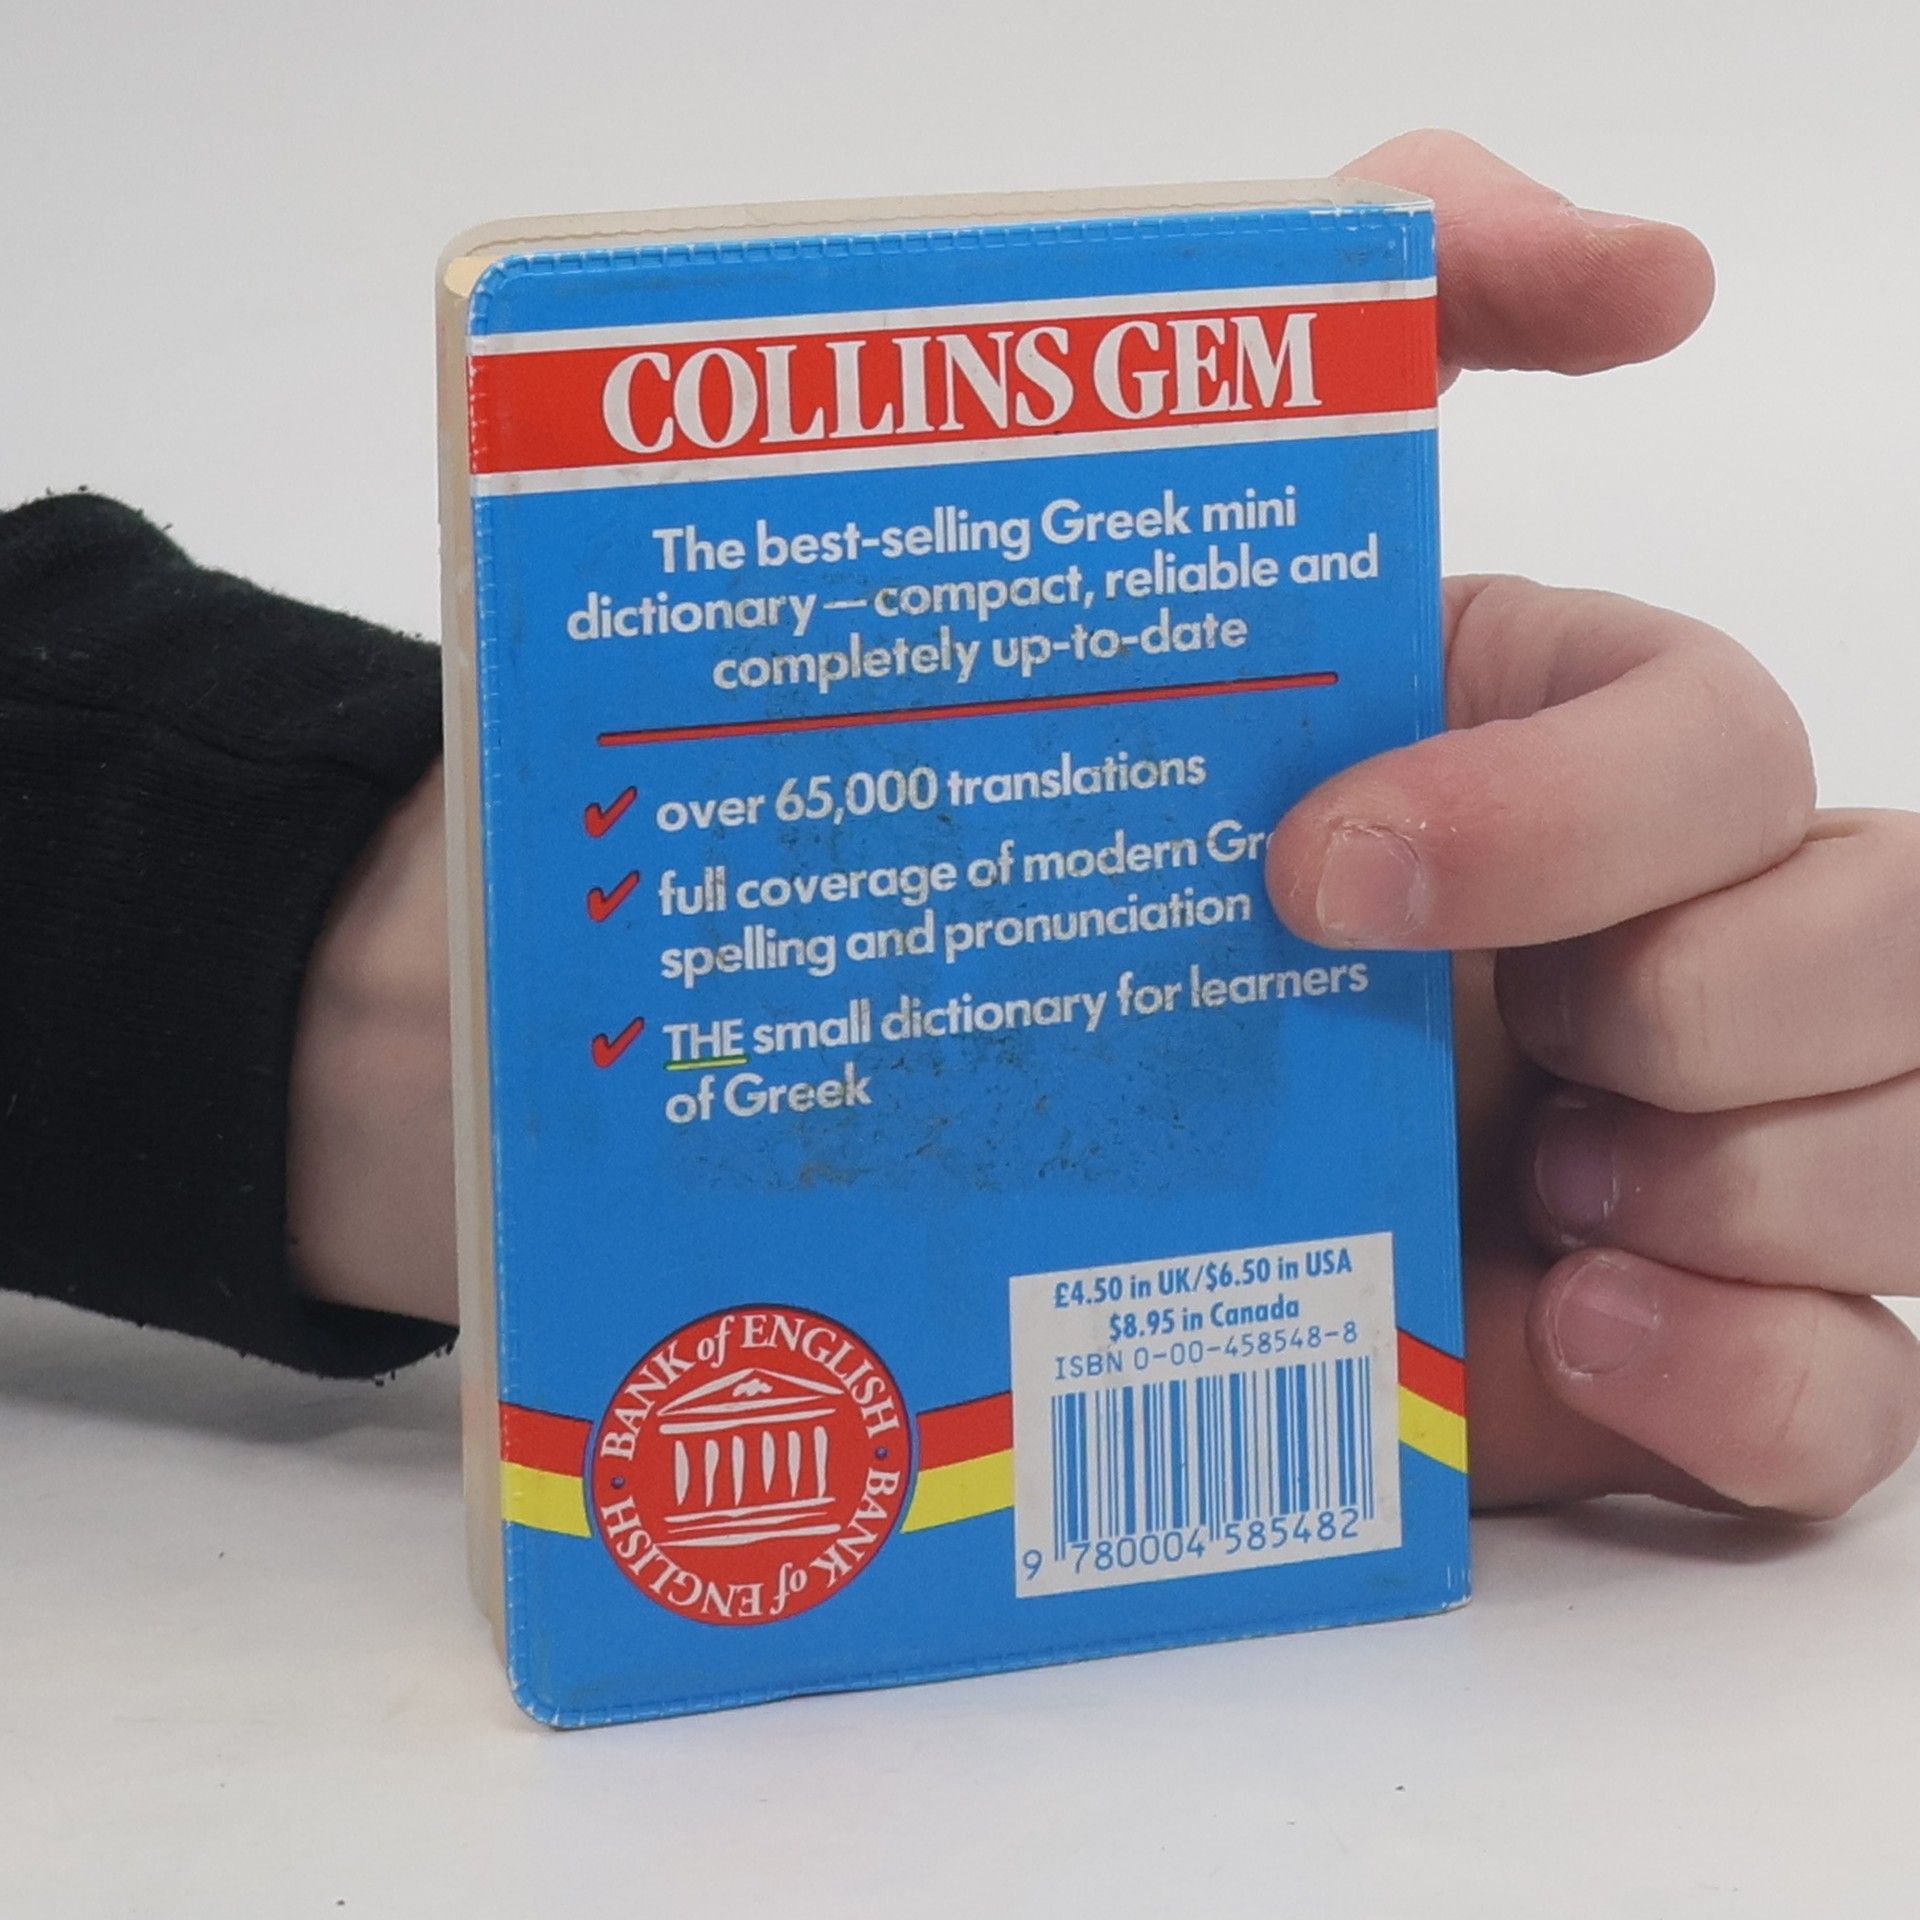 COLLINS GEM
The best-selling Greek mini
dictionary—compact, reliable and
completely up-to-date
✓ over 65,000 translations
✓ full coverage of modern Gr
spelling and pronunciation
✓ THE small dictionary for learners
of Greek
£4.50 in UK/$6.50 in USA
$8.95 in Canada
ISBN 0-00-458548-8
9 780004 585482
BANK of ENGLISH · BANK of ENGLISH ·